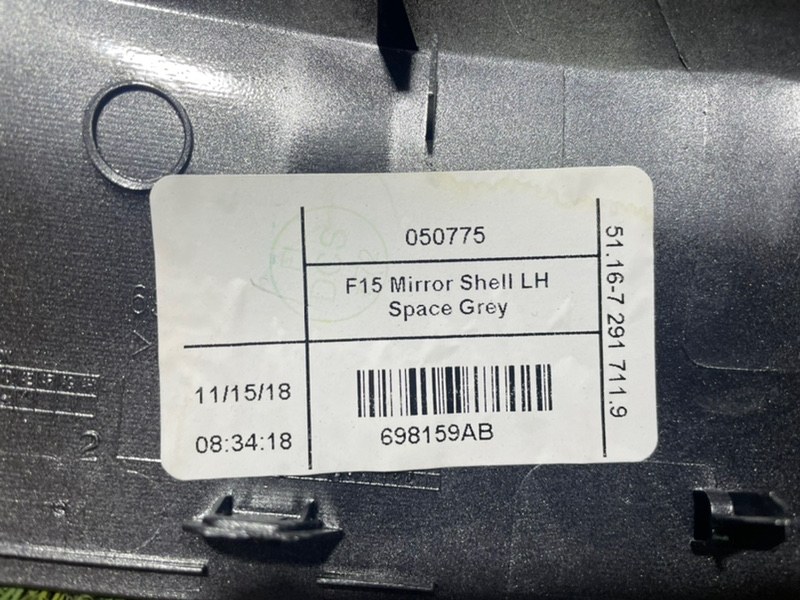 050775
F15 Mirror Shell LH
Space Grey
51.16-7 291 711.9
11/15/18
08:34:18
698159AB
2